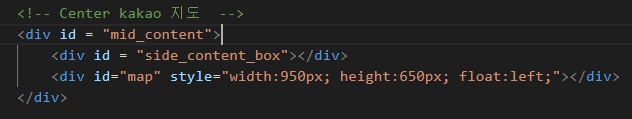 <!-- Center kakao 지도  -->
<div id = "mid_content">
    <div id = "side_content_box"></div>
    <div id="map" style="width:950px; height:650px; float:left;"></div>
</div>